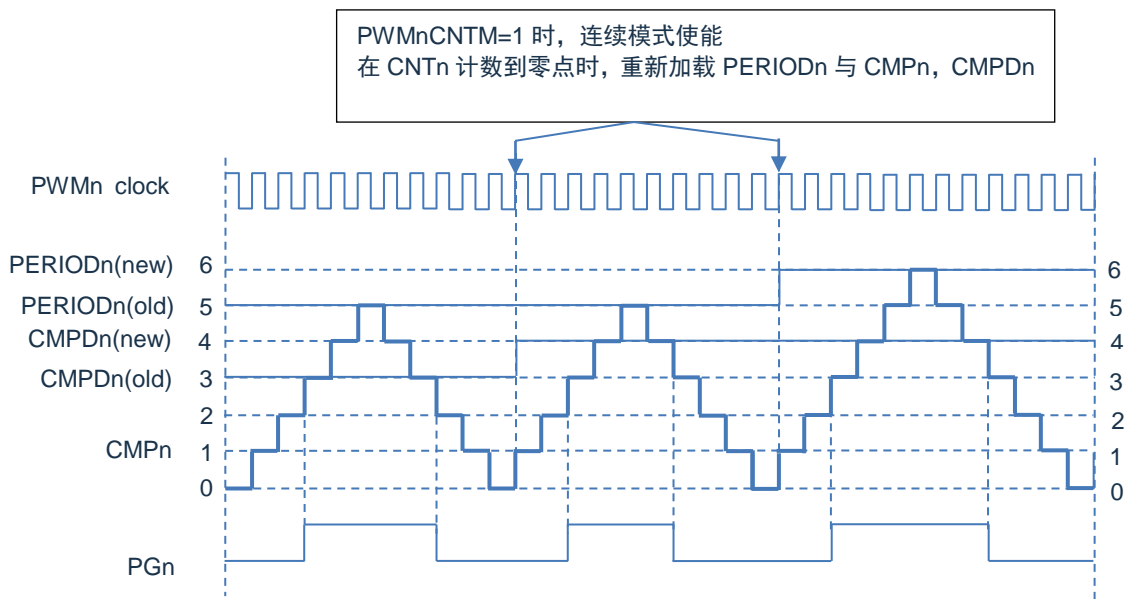 PWMnCNTM=1 时，连续模式使能
在 CNTn 计数到零点时，重新加载 PERIODn 与 CMPn, CMPDn
PWMn clock
PERIODn(new) 6 6
PERIODn(old) 5 5
CMPDn(new) 4 4
CMPDn(old) 3 3
2 2
CMPn 1 1
0 0
PGn